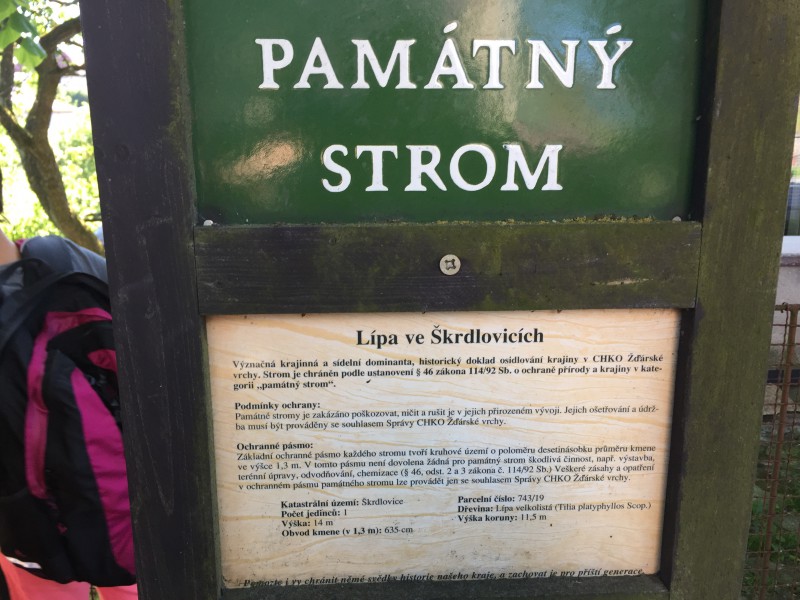 PAMÁTNÝ
STROM
Lípa ve Škrdlovicích
Význačná krajinná a sídelní dominanta, historický doklad osídlování krajiny v CHKO Žďárské
vrchy. Strom je chráněn podle ustanovení § 46 zákona 114/92 Sb. o ochraně přírody a krajiny v kate-
gorii „památný strom“.
Podmínky ochrany:
Památné stromy je zakázáno poškozovat, ničit a rušit je v jejich přirozeném vývoji. Jejich ošetřování a údrž-
ba musí být prováděny se souhlasem Správy CHKO Žďárské vrchy.
Ochranné pásmo:
Základní ochranné pásmo každého stromu tvoří kruhové území o poloměru desetinásobku průměru kmene
ve výšce 1,3 m. V tomto pásmu není dovolena žádná pro památný strom škodlivá činnost, např. výstavba,
terénní úpravy, odvodňování, chemizace (§ 46, odst. 2 a 3 zákona č. 114/92 Sb.) Veškeré zásahy a opatření
v ochranném pásmu památného stromu lze provádět jen se souhlasem Správy CHKO Žďárské vrchy.
Katastrální území: Škrdlovice
Počet jedinců: 1
Výška: 14 m
Obvod kmene (v 1,3 m): 635 cm
Parcelní číslo: 743/19
Dřevina: Lípa velkolistá (Tilia platyphyllos Scop.)
Výška koruny: 11,5 m
Pomozte i vy chránit němé svědky historie našeho kraje, a zachovat je pro příští generace.